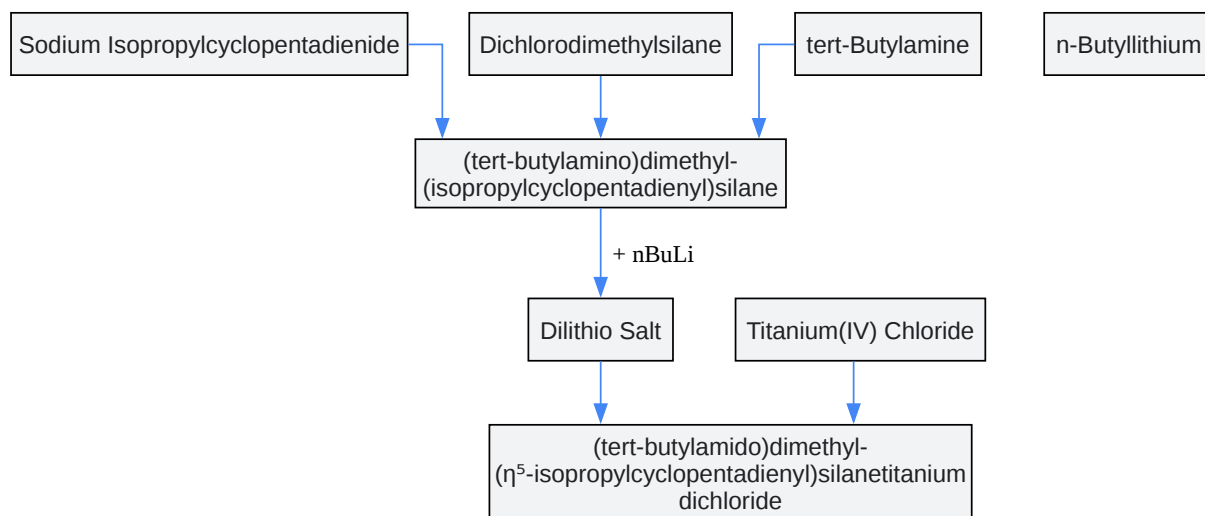 Sodium Isopropylcyclopentadienide
Dichlorodimethylsilane
tert-Butylamine
n-Butyllithium
(tert-butylamino)dimethyl-
(isopropylcyclopentadienyl)silane
+ nBuLi
Dilithio Salt
Titanium(IV) Chloride
(tert-butylamido)dimethyl-
(η⁵-isopropylcyclopentadienyl)silanetitanium
dichloride